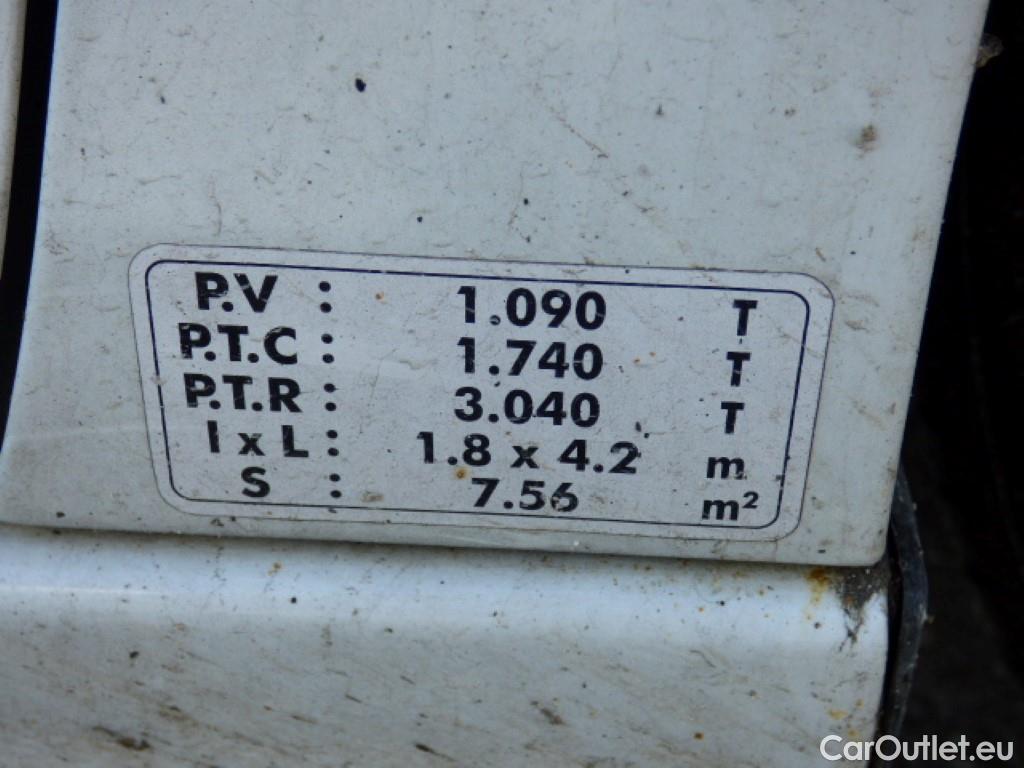 P.V : 1.090 T
P.T.C : 1.740 T
P.T.R : 3.040 T
l x L : 1.8 x 4.2 m
S : 7.56 m²
CarOutlet.eu